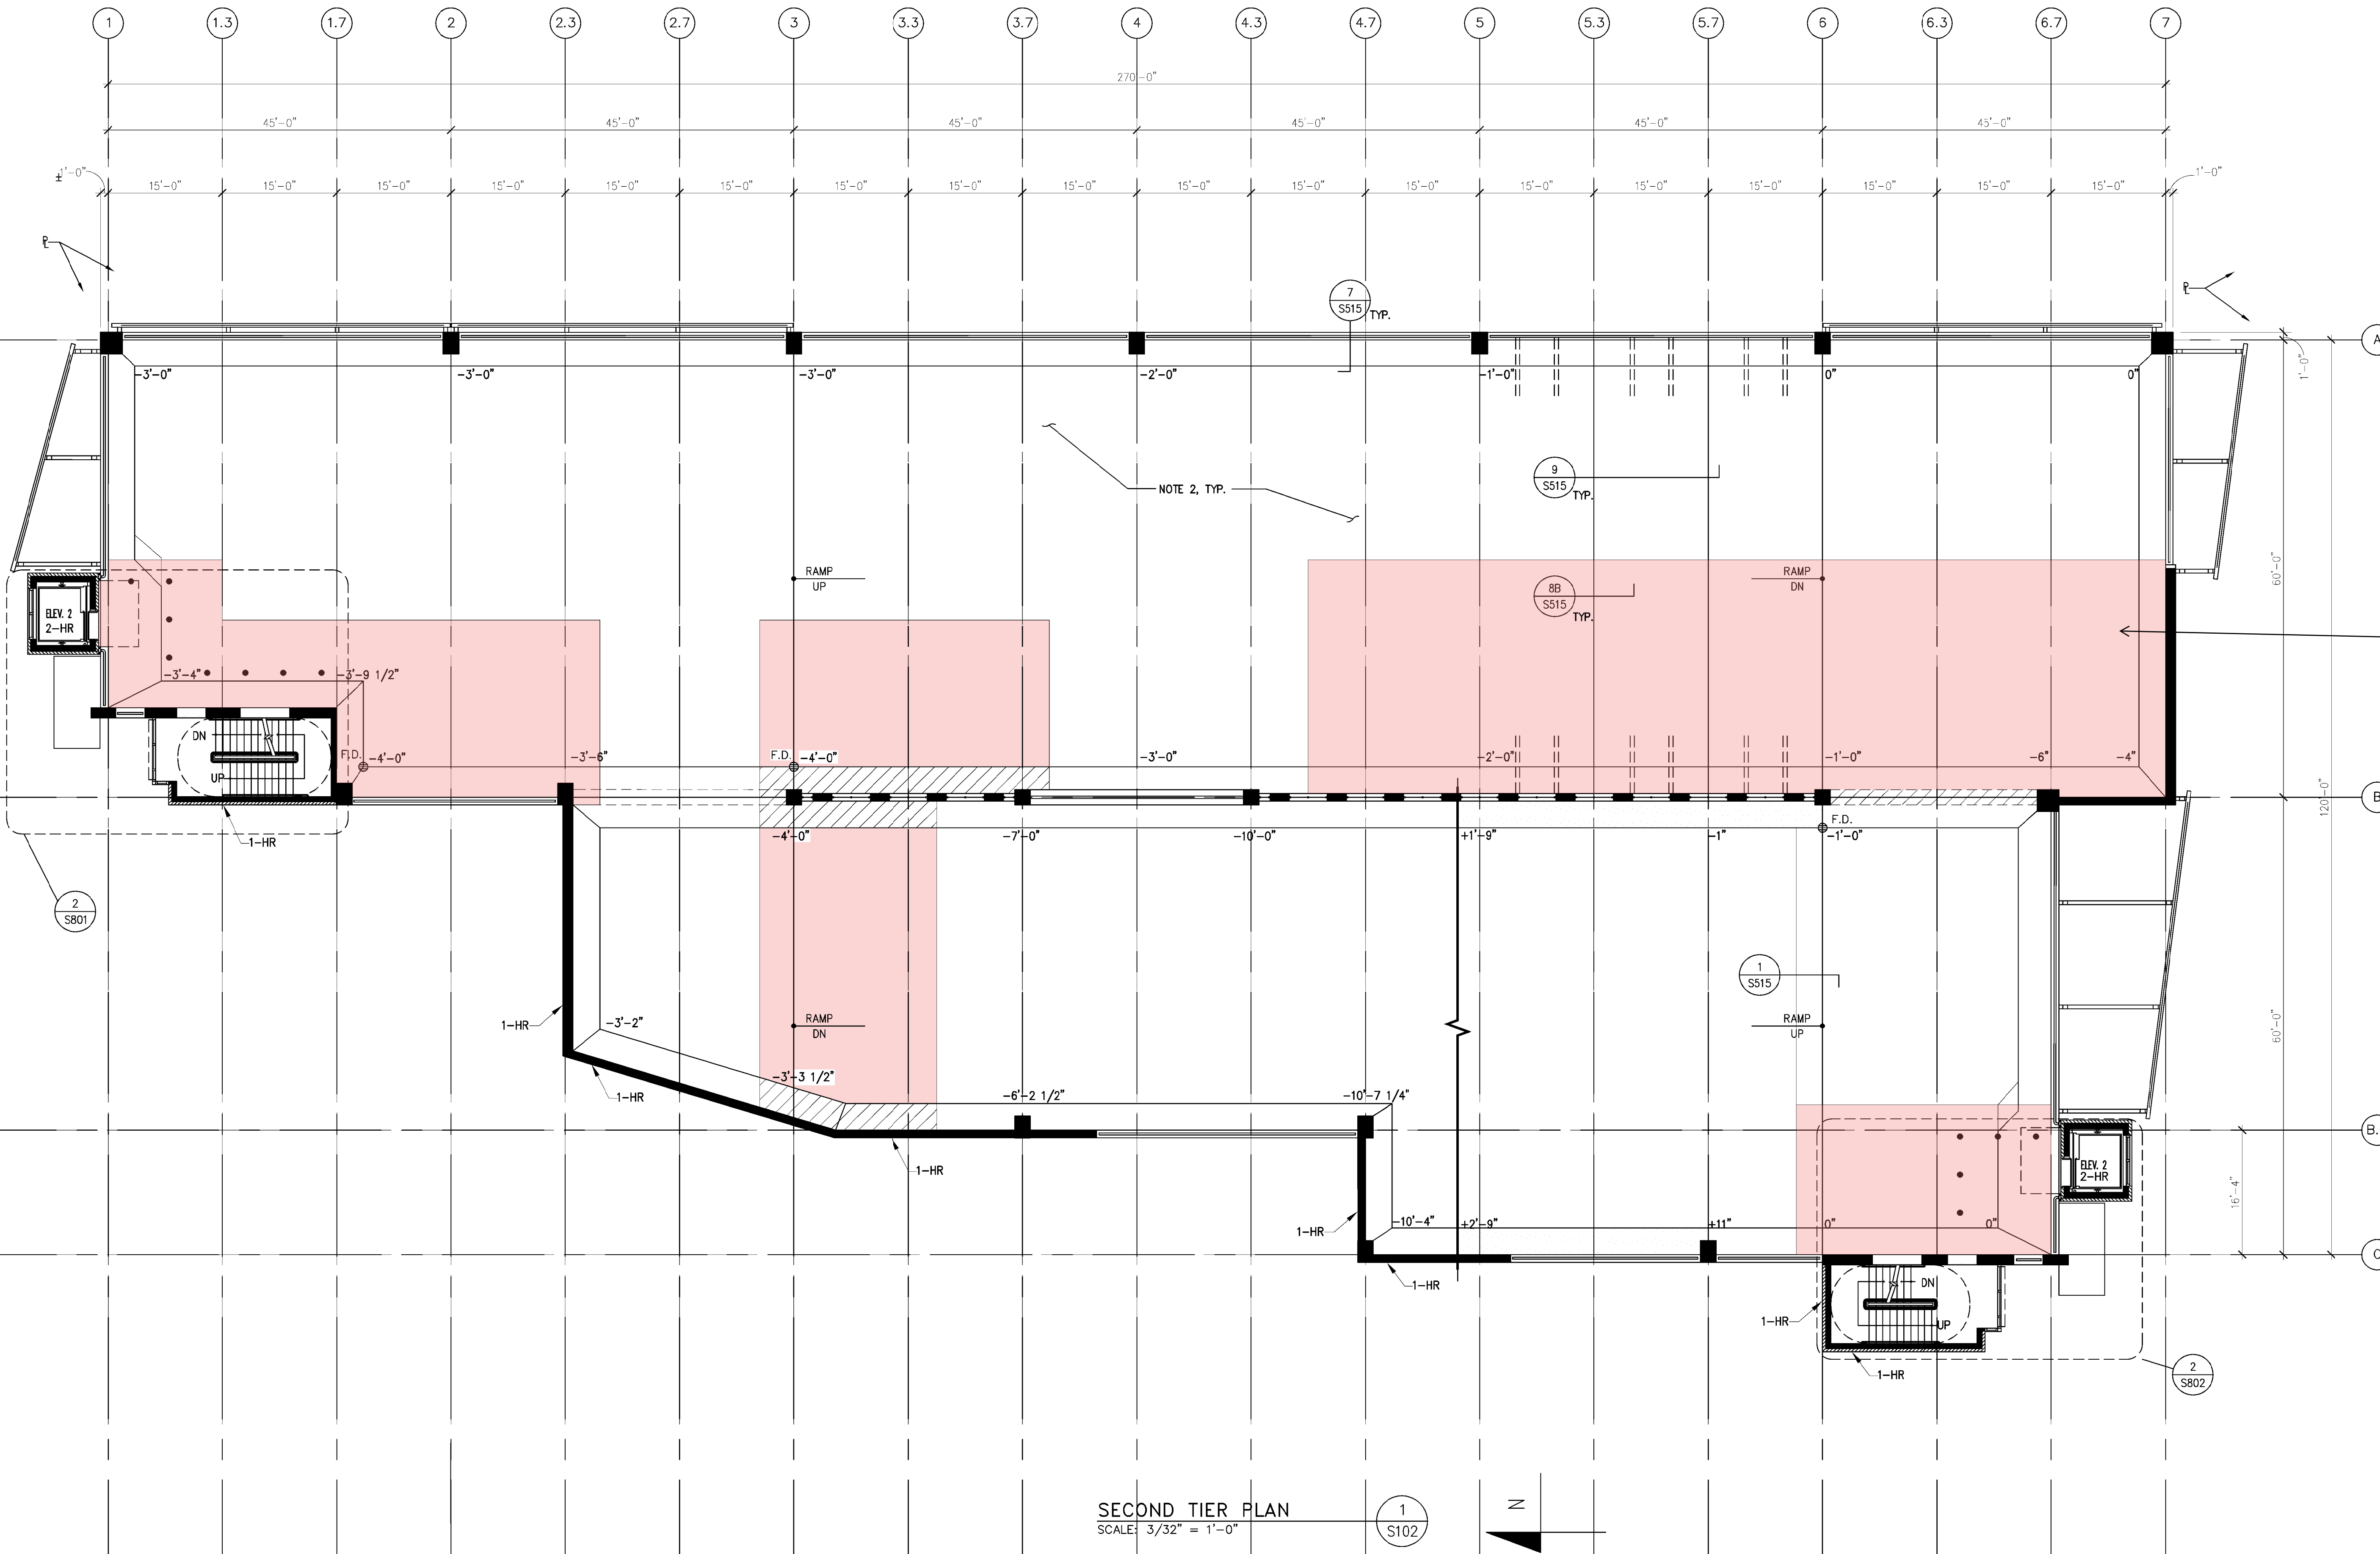 1 1.3 1.7 2 2.3 2.7 3 3.3 3.7 4 4.3 4.7 5 5.3 5.7 6 6.3 6.7 7
270'-0"
45'-0" 45'-0" 45'-0" 45'-0" 45'-0" 45'-0"
±1'-0" 15'-0" 15'-0" 15'-0" 15'-0" 15'-0" 15'-0" 15'-0" 15'-0" 15'-0" 15'-0" 15'-0" 15'-0" 15'-0" 15'-0" 15'-0" 15'-0" 15'-0" 15'-0" 1'-0"
PL
PL
7
S515
TYP.
A
1'-0"
-3'-0" -3'-0" -3'-0" -2'-0" -1'-0" 0" 0"
9
S515
TYP.
NOTE 2, TYP.
RAMP
UP
8B
S515
TYP.
RAMP
DN
60'-0"
ELEV. 2
2-HR
-3'-4" -3'-9 1/2"
DN
UP
F.D. -4'-0" -3'-6" F.D. -4'-0" -3'-0" -2'-0" -1'-0" -6" -4"
B
120'-0"
1-HR
-4'-0" -7'-0" -10'-0" +1'-9" -1" F.D. -1'-0"
2
S801
1
S515
1-HR
-3'-2"
RAMP
DN
RAMP
UP
60'-0"
1-HR
-3'-3 1/2" -6'-2 1/2" -10'-7 1/4"
B.
1-HR
ELEV. 2
2-HR
16'-4"
1-HR
-10'-4" +2'-9" +11" 0" 0"
C
1-HR
DN
UP
1-HR
1-HR
2
S802
SECOND TIER PLAN
SCALE: 3/32" = 1'-0"
1
S102
N